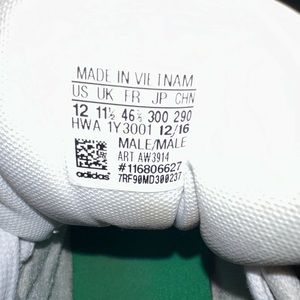 MADE IN VIETNAM
US UK FR JP CHN
12 11½ 46⅔ 300 290
HWA 1Y3001 12/16
MALE/MALE
ART AW3914
#116806627
adidas 7RF90MD300237